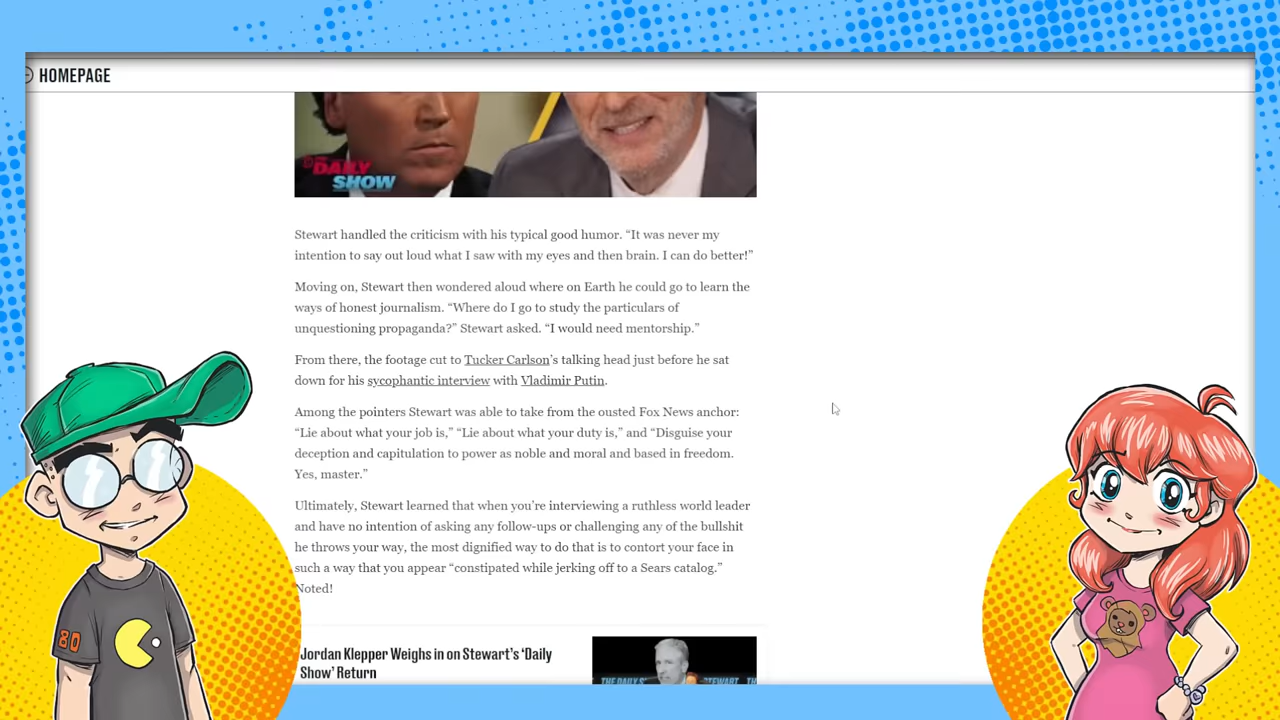 HOMEPAGE
THE
DAILY
SHOW
Stewart handled the criticism with his typical good humor. “It was never my
intention to say out loud what I saw with my eyes and then brain. I can do better!”
Moving on, Stewart then wondered aloud where on Earth he could go to learn the
ways of honest journalism. “Where do I go to study the particulars of
unquestioning propaganda?” Stewart asked. “I would need mentorship.”
From there, the footage cut to Tucker Carlson’s talking head just before he sat
down for his sycophantic interview with Vladimir Putin.
Among the pointers Stewart was able to take from the ousted Fox News anchor:
“Lie about what your job is,” “Lie about what your duty is,” and “Disguise your
deception and capitulation to power as noble and moral and based in freedom.
Yes, master.”
Ultimately, Stewart learned that when you’re interviewing a ruthless world leader
and have no intention of asking any follow-ups or challenging any of the bullshit
he throws your way, the most dignified way to do that is to contort your face in
such a way that you appear “constipated while jerking off to a Sears catalog.”
Noted!
Jordan Klepper Weighs in on Stewart’s ‘Daily
Show’ Return
80